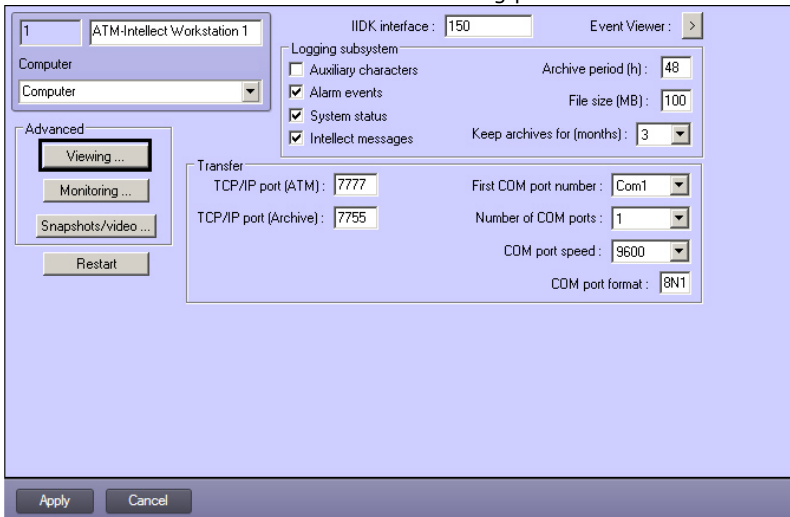 1 ATM-Intellect Workstation 1
Computer
Computer
IIDK interface : 150
Event Viewer : >
Logging subsystem
Auxiliary characters
Alarm events
System status
Intellect messages
Archive period (h) : 48
File size (MB) : 100
Keep archives for (months) : 3
Advanced
Viewing ...
Monitoring ...
Snapshots/video ...
Restart
Transfer
TCP/IP port (ATM) : 7777
TCP/IP port (Archive) : 7755
First COM port number : Com1
Number of COM ports : 1
COM port speed : 9600
COM port format : 8N1
Apply Cancel